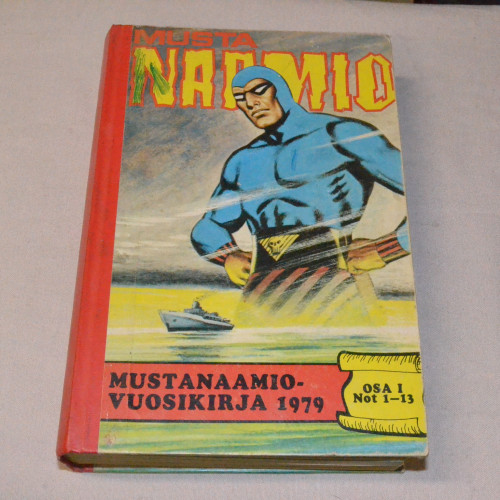 MUSTA
NAAMIO
MUSTANAAMIO-
VUOSIKIRJA 1979
OSA I
Not 1-13